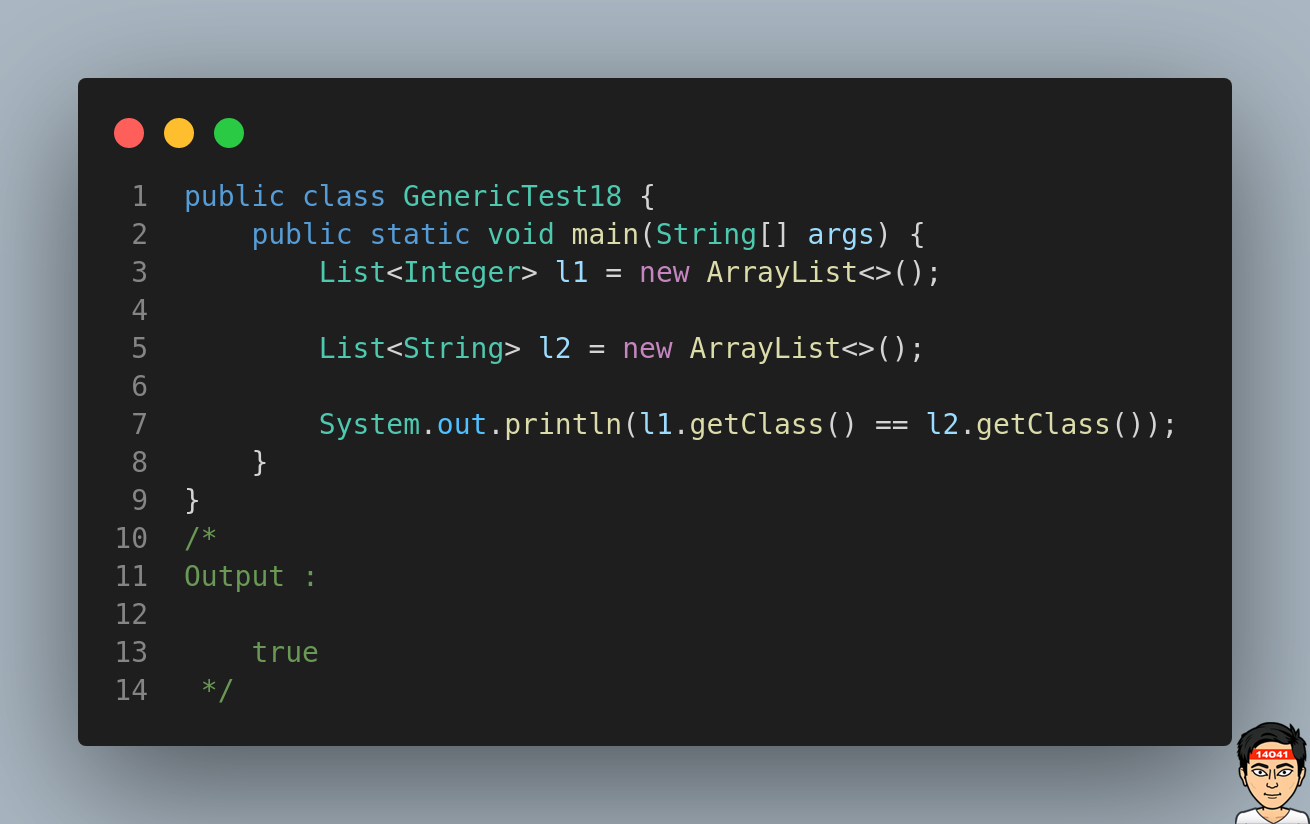 1 public class GenericTest18 {
2     public static void main(String[] args) {
3         List<Integer> l1 = new ArrayList<>();
4
5         List<String> l2 = new ArrayList<>();
6
7         System.out.println(l1.getClass() == l2.getClass());
8     }
9 }
10 /*
11 Output :
12
13     true
14  */
14041